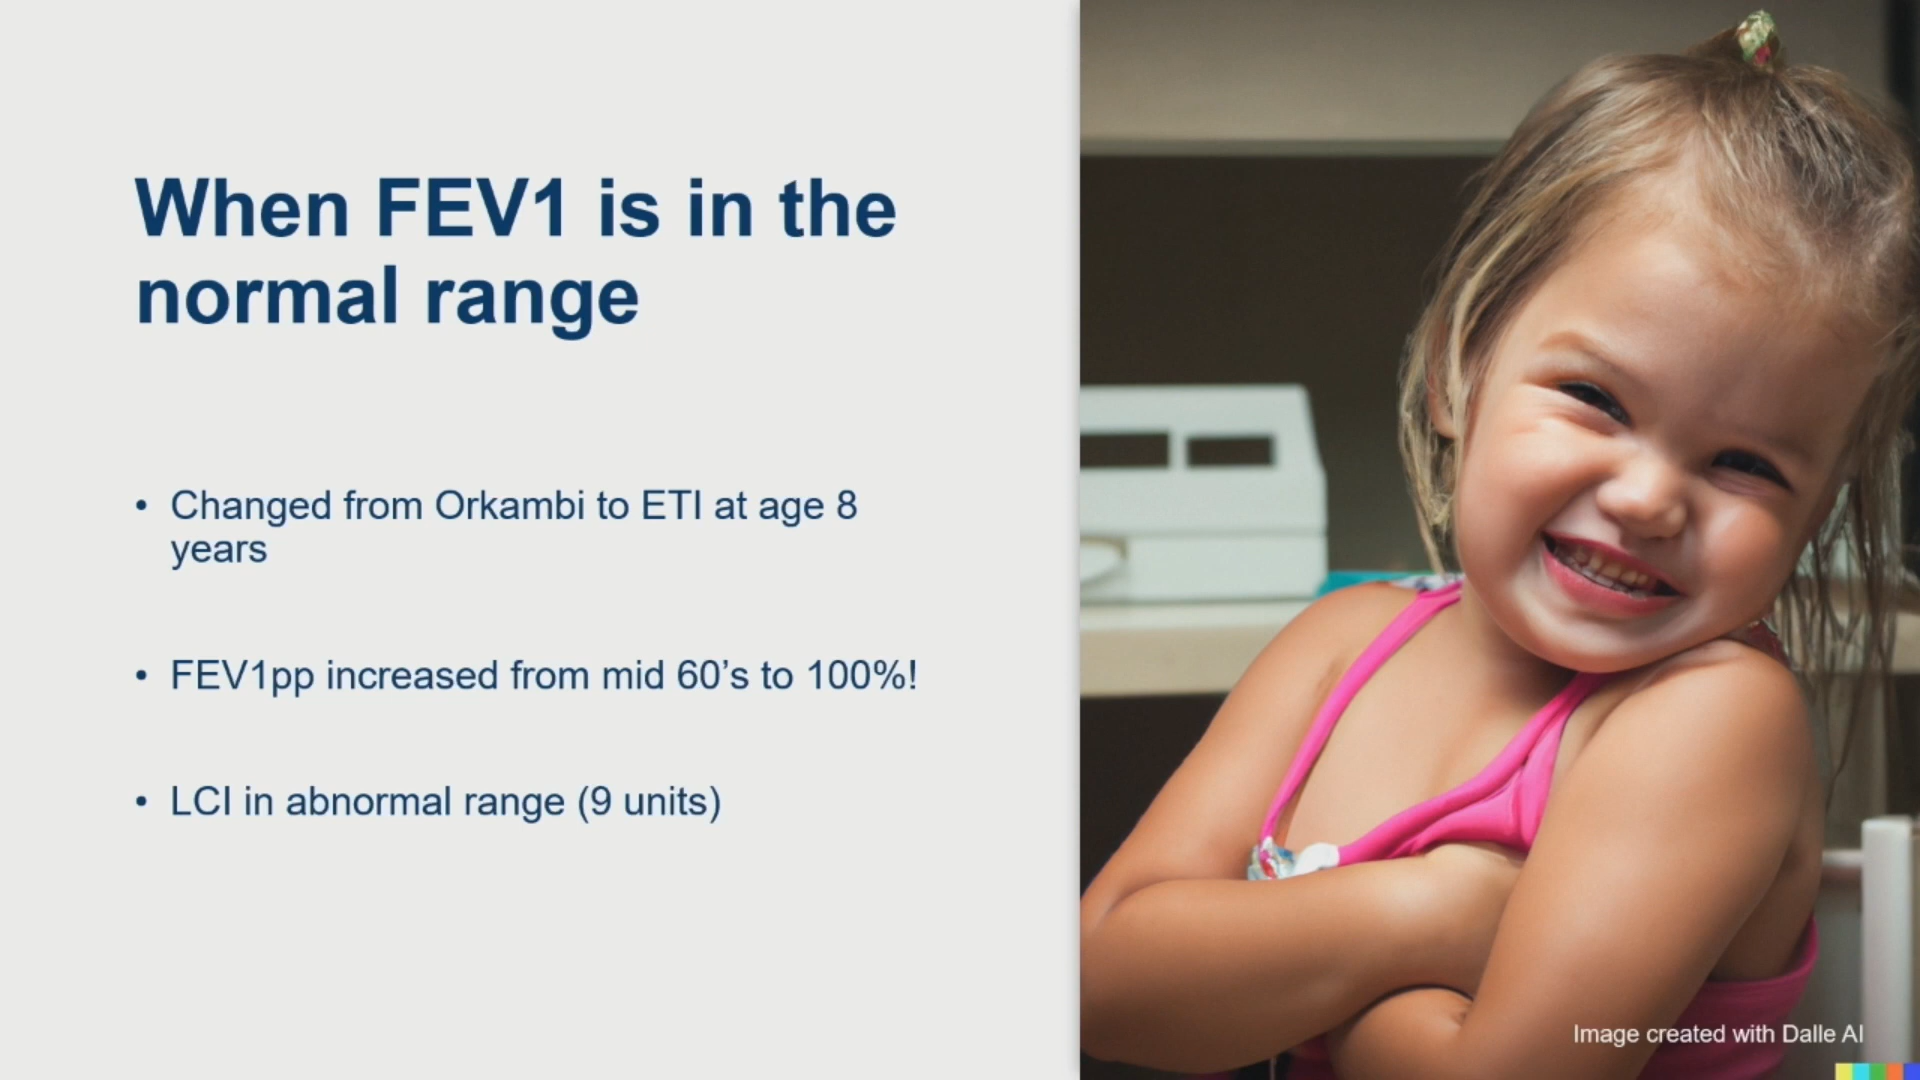 When FEV1 is in the
normal range
• Changed from Orkambi to ETI at age 8
years
• FEV1pp increased from mid 60’s to 100%!
• LCI in abnormal range (9 units)
Image created with Dalle AI